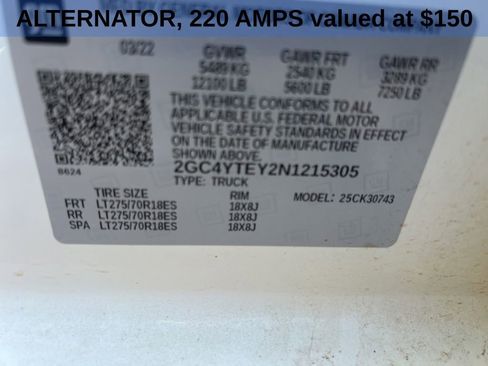 ALTERNATOR, 220 AMPS valued at $150
COMPANY
03/22 GVWR GAWR FRT GAWR RR
5489 KG 2540 KG 3289 KG
12100 LB 5600 LB 7250 LB
THIS VEHICLE CONFORMS TO ALL
APPLICABLE U.S. FEDERAL MOTOR
VEHICLE SAFETY STANDARDS IN EFFECT
ON THE DATE OF MANUFACTURE
SHOWN ABOVE.
B624 2GC4YTEY2N1215305
TYPE: TRUCK
TIRE SIZE RIM MODEL: 25CK30743
FRT LT275/70R18ES 18X8J
RR LT275/70R18ES 18X8J
SPA LT275/70R18ES 18X8J